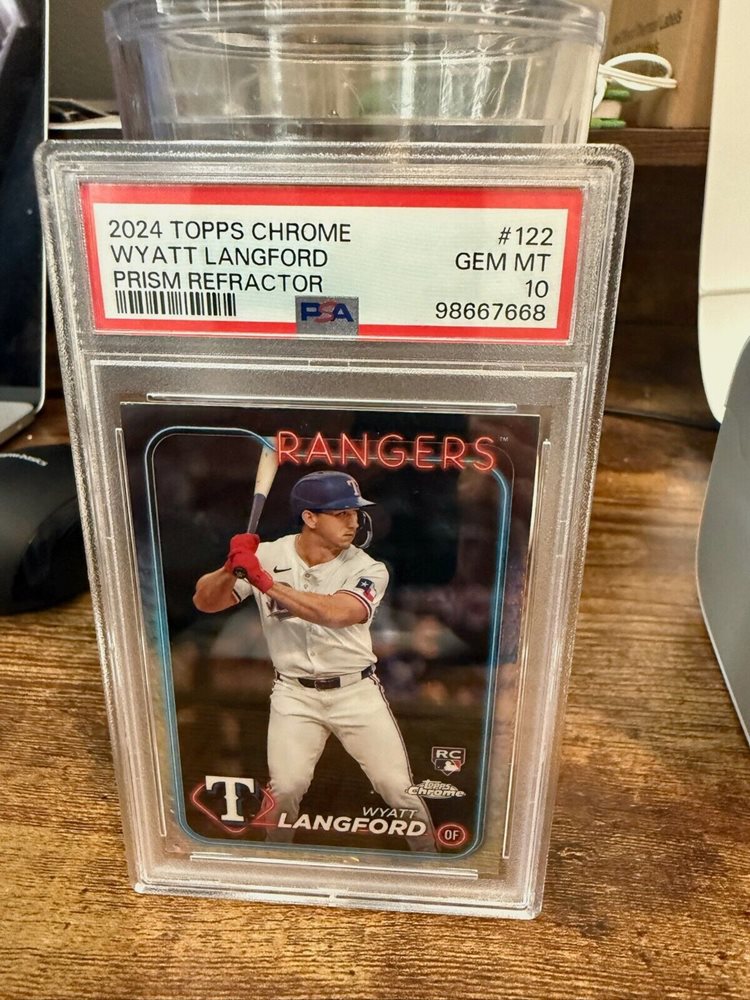 2024 TOPPS CHROME
#122
WYATT LANGFORD
GEM MT
PRISM REFRACTOR
10
PSA
98667668
RANGERS
TM
T
RC
Topps
Chrome
T
WYATT
LANGFORD
OF